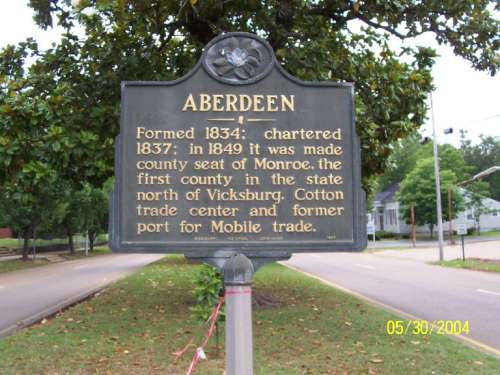 ABERDEEN
Formed 1834; chartered
1837; in 1849 it was made
county seat of Monroe, the
first county in the state
north of Vicksburg. Cotton
trade center and former
port for Mobile trade.
05/30/2004